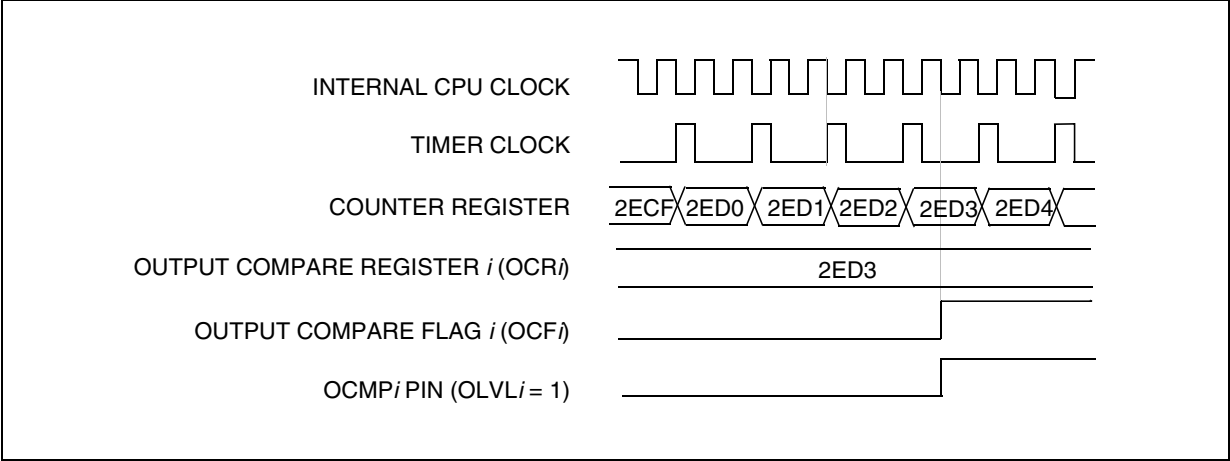 INTERNAL CPU CLOCK
TIMER CLOCK
COUNTER REGISTER 2ECF 2ED0 2ED1 2ED2 2ED3 2ED4
OUTPUT COMPARE REGISTER i (OCRi) 2ED3
OUTPUT COMPARE FLAG i (OCFi)
OCMPi PIN (OLVLi = 1)